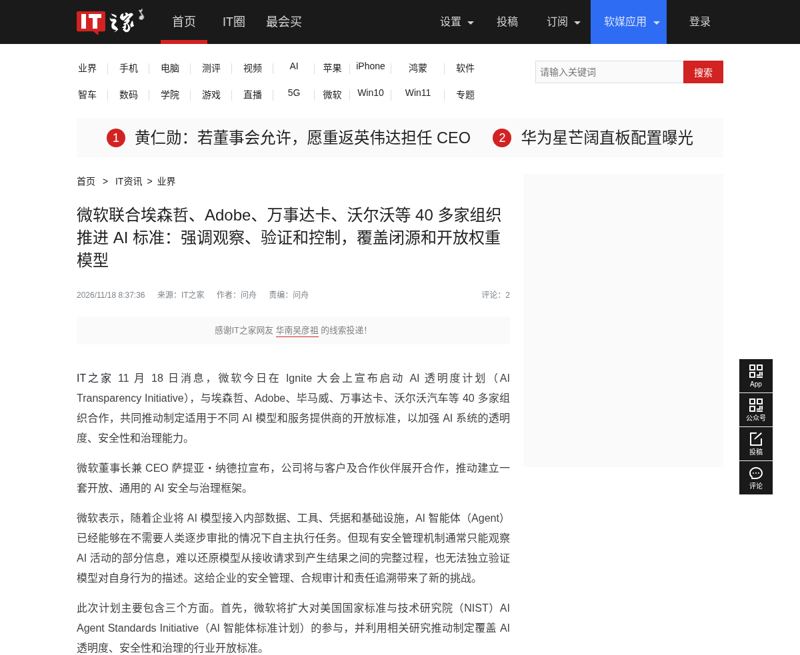 IT之家
首页 IT圈 最会买 设置 投稿 订阅 软媒应用 登录
业界 手机 电脑 测评 视频 AI 苹果 iPhone 鸿蒙 软件
智车 数码 学院 游戏 直播 5G 微软 Win10 Win11 专题
请输入关键词 搜索
1 黄仁勋：若董事会允许，愿重返英伟达担任 CEO 2 华为星芒阔直板配置曝光
首页 > IT资讯 > 业界
微软联合埃森哲、Adobe、万事达卡、沃尔沃等 40 多家组织
推进 AI 标准：强调观察、验证和控制，覆盖闭源和开放权重
模型
2026/11/18 8:37:36 来源：IT之家 作者：问舟 责编：问舟 评论：2
感谢IT之家网友 华南吴彦祖 的线索投递！
IT之家 11 月 18 日消息，微软今日在 Ignite 大会上宣布启动 AI 透明度计划（AI
Transparency Initiative），与埃森哲、Adobe、毕马威、万事达卡、沃尔沃汽车等 40 多家组
织合作，共同推动制定适用于不同 AI 模型和服务提供商的开放标准，以加强 AI 系统的透明
度、安全性和治理能力。
微软董事长兼 CEO 萨提亚・纳德拉宣布，公司将与客户及合作伙伴展开合作，推动建立一
套开放、通用的 AI 安全与治理框架。
微软表示，随着企业将 AI 模型接入内部数据、工具、凭据和基础设施，AI 智能体（Agent）
已经能够在不需要人类逐步审批的情况下自主执行任务。但现有安全管理机制通常只能观察
AI 活动的部分信息，难以还原模型从接收请求到产生结果之间的完整过程，也无法独立验证
模型对自身行为的描述。这给企业的安全管理、合规审计和责任追溯带来了新的挑战。
此次计划主要包含三个方面。首先，微软将扩大对美国国家标准与技术研究院（NIST）AI
Agent Standards Initiative（AI 智能体标准计划）的参与，并利用相关研究推动制定覆盖 AI
透明度、安全性和治理的行业开放标准。
App
公众号
投稿
评论